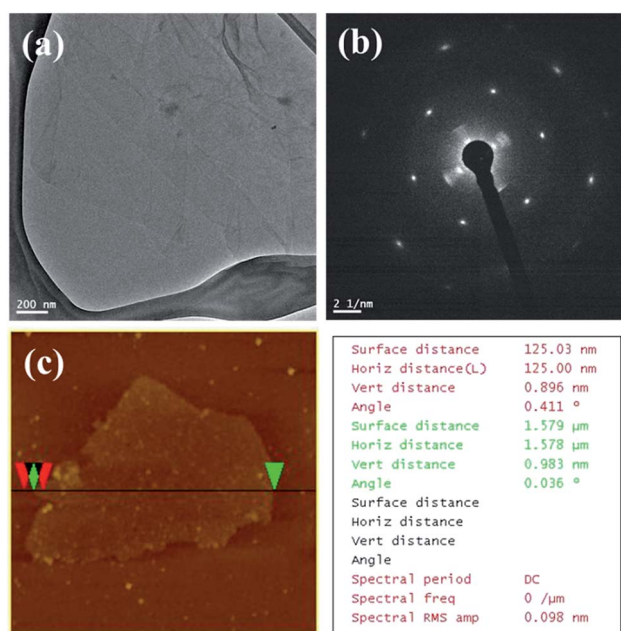 (a)
200 nm
(b)
2 1/nm
(c)
Surface distance 125.03 nm
Horiz distance(L) 125.00 nm
Vert distance 0.896 nm
Angle 0.411 °
Surface distance 1.579 µm
Horiz distance 1.578 µm
Vert distance 0.983 nm
Angle 0.036 °
Surface distance
Horiz distance
Vert distance
Angle
Spectral period DC
Spectral freq 0 /µm
Spectral RMS amp 0.098 nm